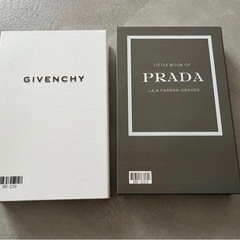 GIVENCHY
LITTLE BOOK OF
PRADA
LAIA FARRAN GRAVES